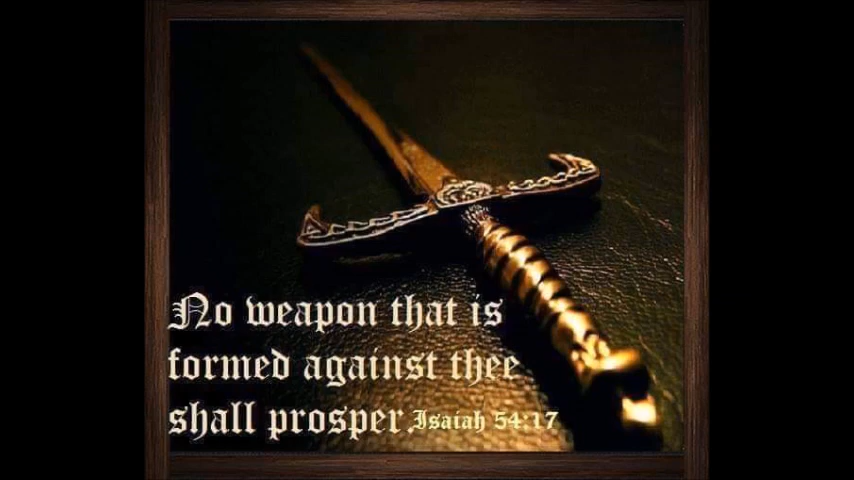 No weapon that is
formed against thee
shall prosper. Isaiah 54:17